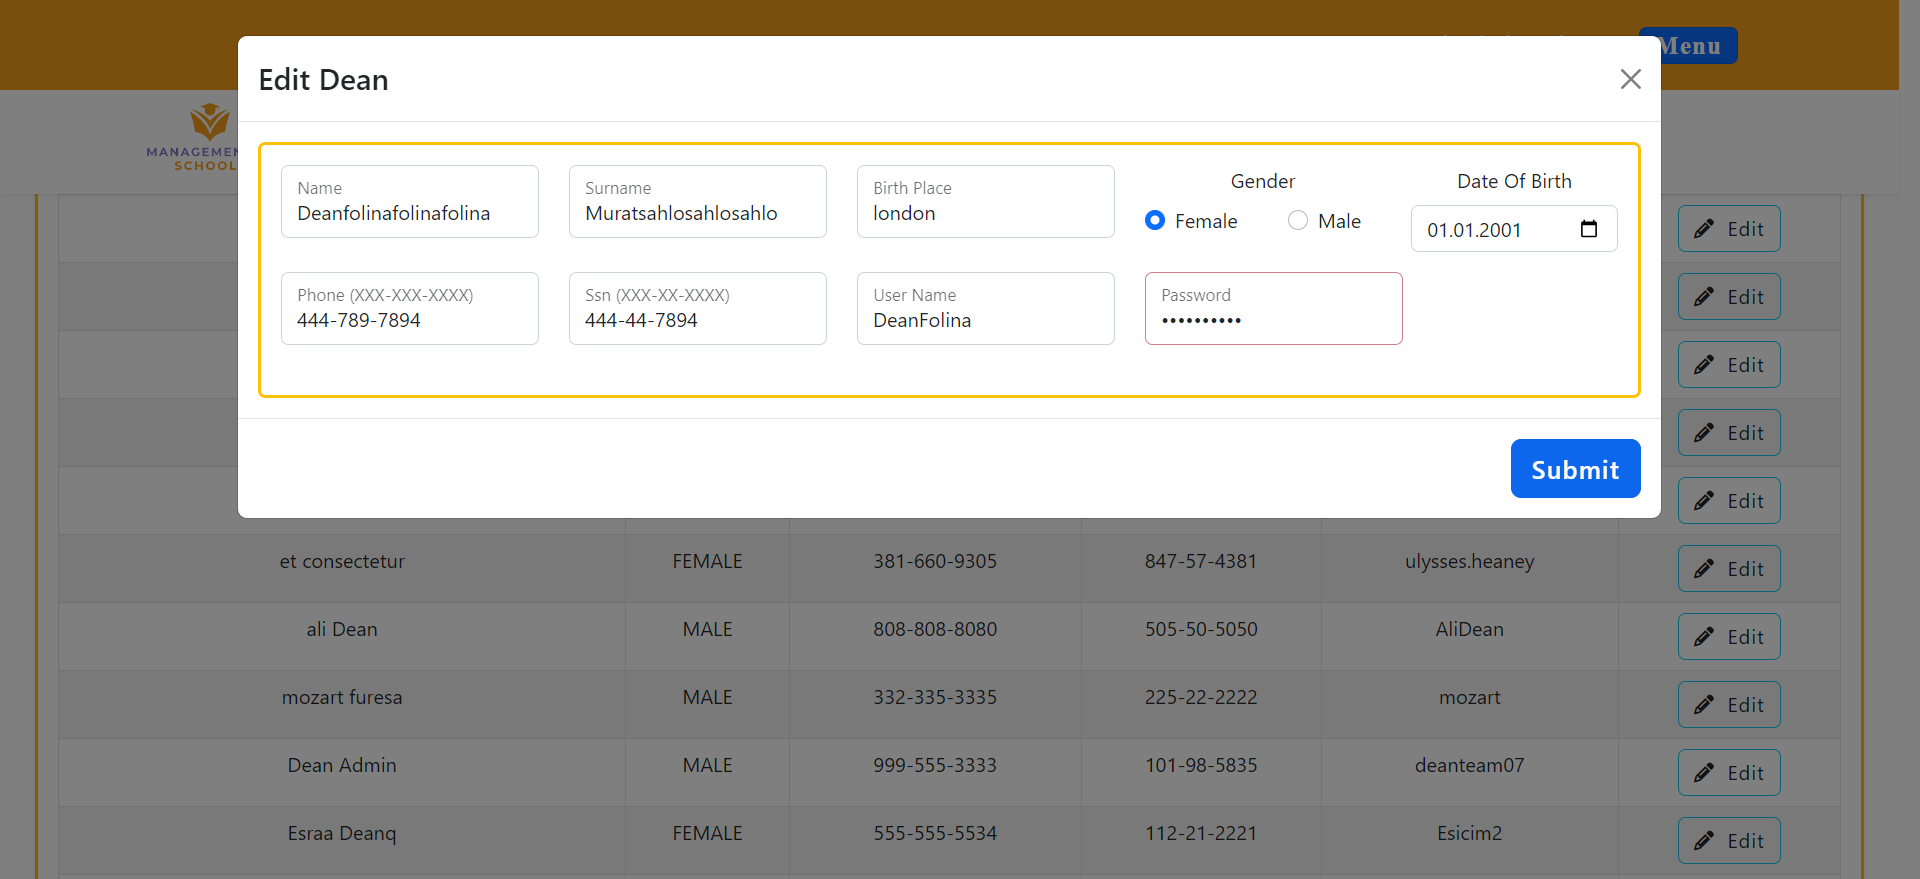 Menu
Edit Dean
MANAGEMEN
SCHOOL
Name
Deanfolinafolinafolina
Surname
Muratsahlosahlosahlo
Birth Place
london
Gender
Female
Male
Date Of Birth
01.01.2001
Edit
Phone (XXX-XXX-XXXX)
444-789-7894
Ssn (XXX-XX-XXXX)
444-44-7894
User Name
DeanFolina
Password
••••••••••
Edit
Edit
Edit
Submit
Edit
et consectetur FEMALE 381-660-9305 847-57-4381 ulysses.heaney Edit
ali Dean MALE 808-808-8080 505-50-5050 AliDean Edit
mozart furesa MALE 332-335-3335 225-22-2222 mozart Edit
Dean Admin MALE 999-555-3333 101-98-5835 deanteam07 Edit
Esraa Deanq FEMALE 555-555-5534 112-21-2221 Esicim2 Edit